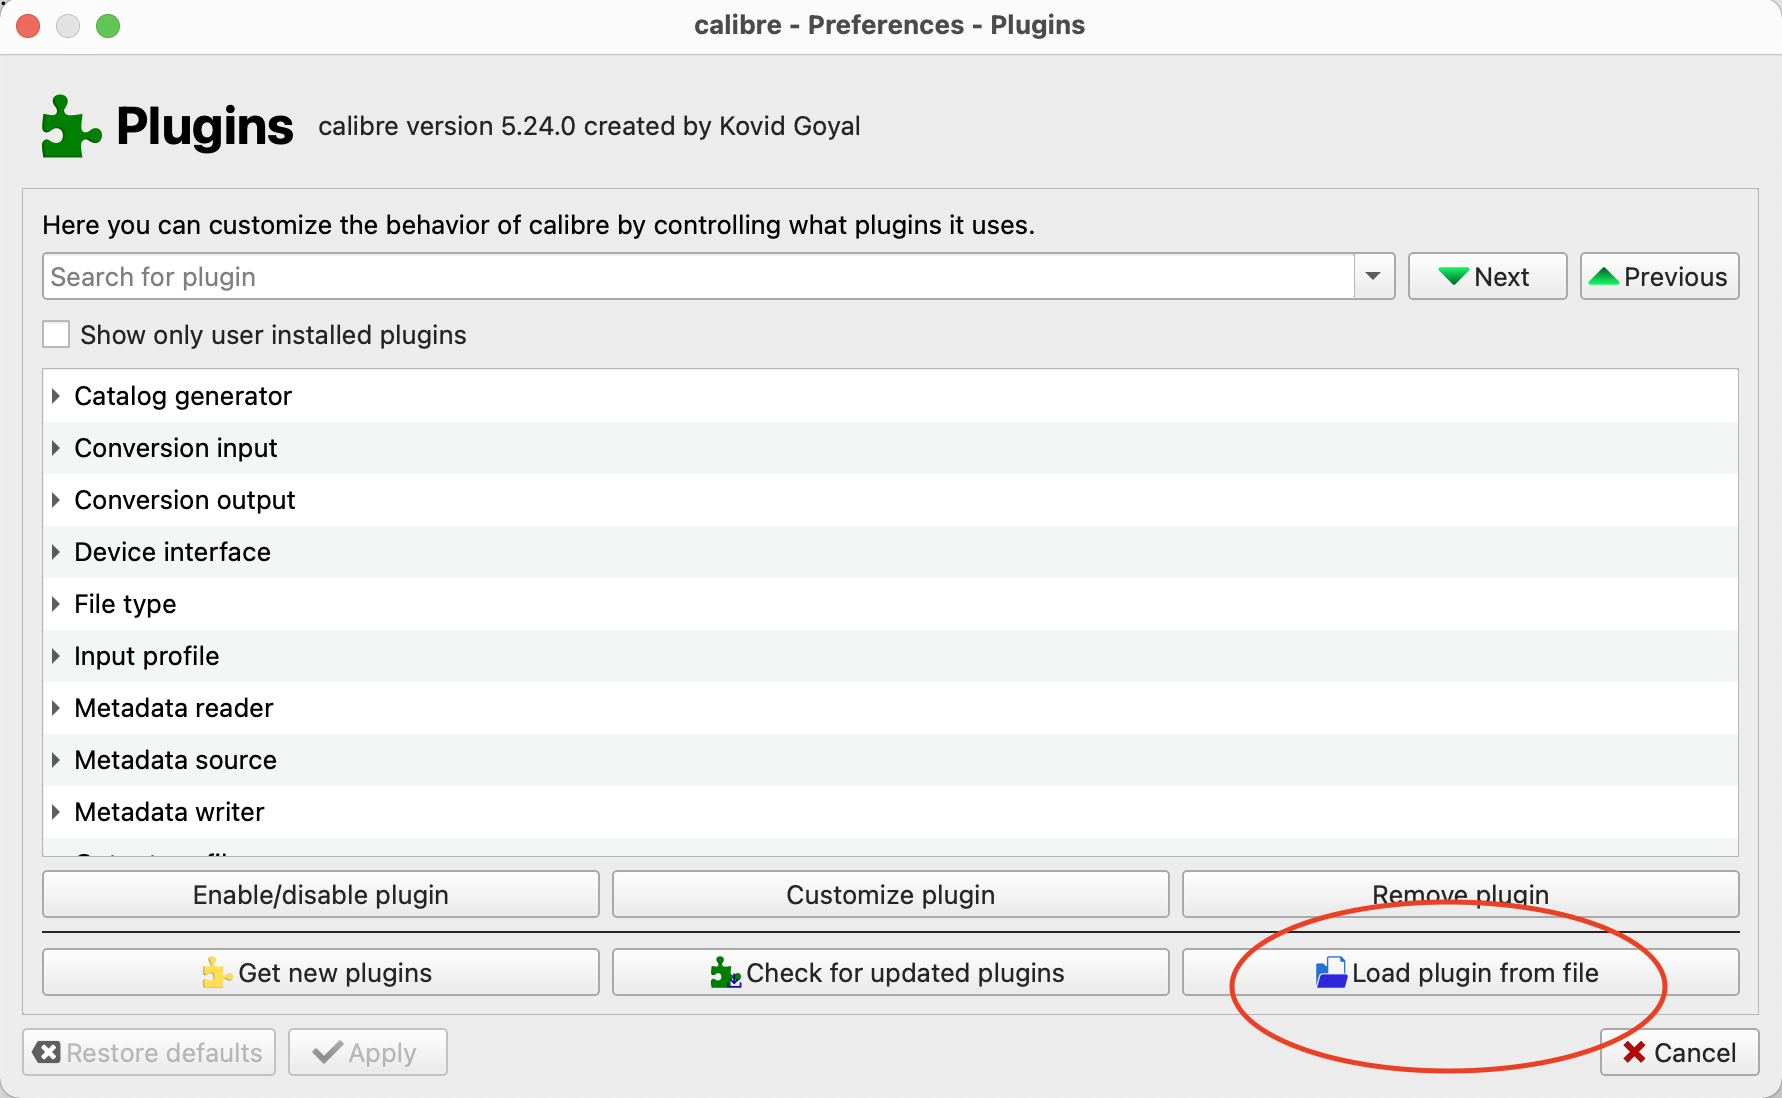 calibre - Preferences - Plugins
Plugins calibre version 5.24.0 created by Kovid Goyal
Here you can customize the behavior of calibre by controlling what plugins it uses.
Search for plugin Next Previous
Show only user installed plugins
Catalog generator
Conversion input
Conversion output
Device interface
File type
Input profile
Metadata reader
Metadata source
Metadata writer
Enable/disable plugin Customize plugin Remove plugin
Get new plugins Check for updated plugins Load plugin from file
Restore defaults Apply Cancel